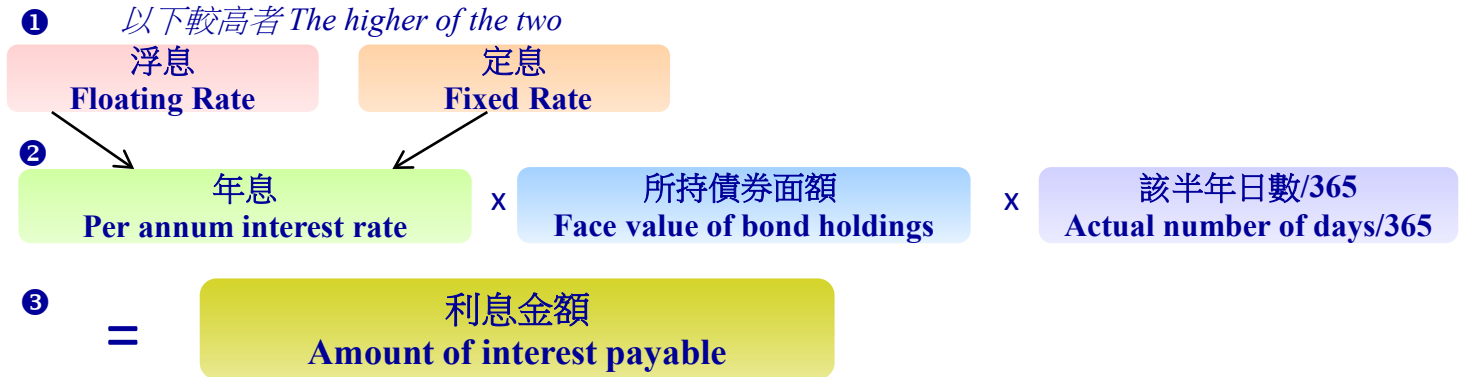 ❶ 以下較高者 The higher of the two
浮息
Floating Rate
定息
Fixed Rate
❷
年息
Per annum interest rate
x
所持債券面額
Face value of bond holdings
x
該半年日數/365
Actual number of days/365
❸
=
利息金額
Amount of interest payable